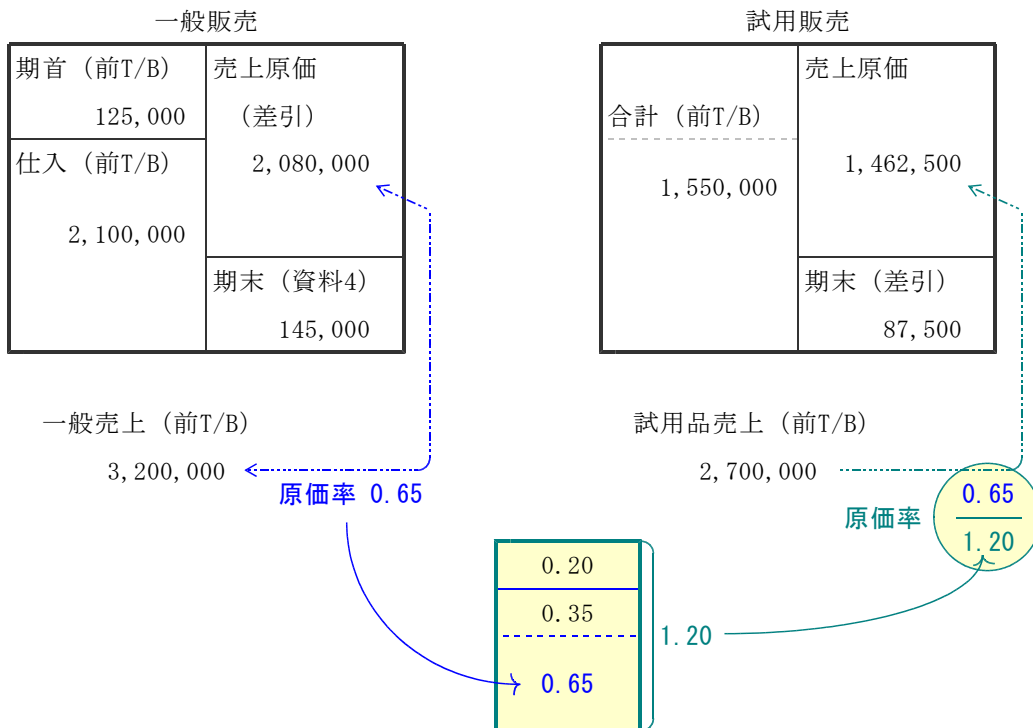 一般販売
期首（前T/B）
125,000
仕入（前T/B）
2,100,000
売上原価
（差引）
2,080,000
期末（資料4）
145,000
一般売上（前T/B）
3,200,000
原価率 0.65
試用販売
合計（前T/B）
1,550,000
売上原価
1,462,500
期末（差引）
87,500
試用品売上（前T/B）
2,700,000
原価率
0.65
1.20
0.20
0.35
0.65
1.20